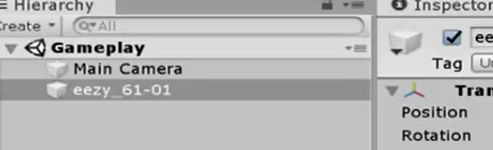 Hierarchy
Inspector
Create
All
Gameplay
Main Camera
eezy_61-01
Tag
Position
Rotation